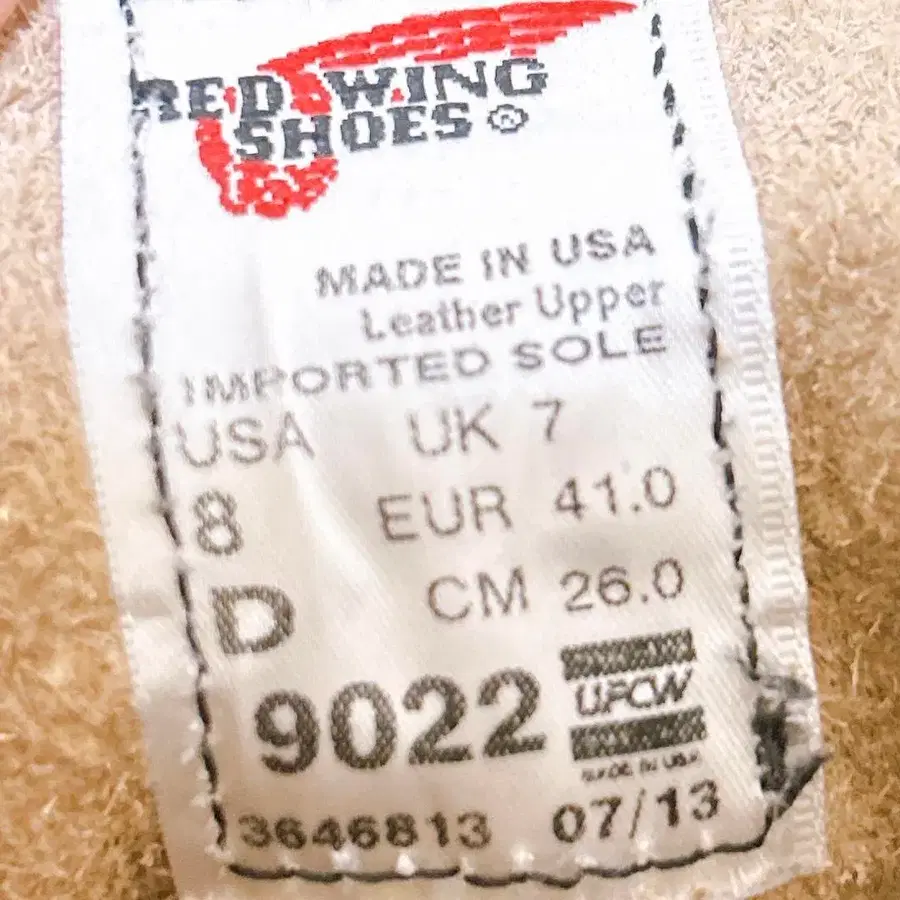 RED WING
SHOES ®
MADE IN USA
Leather Upper
IMPORTED SOLE
USA UK 7
8 EUR 41.0
D CM 26.0
9022 UFCW
MADE IN USA
3646813 07/13